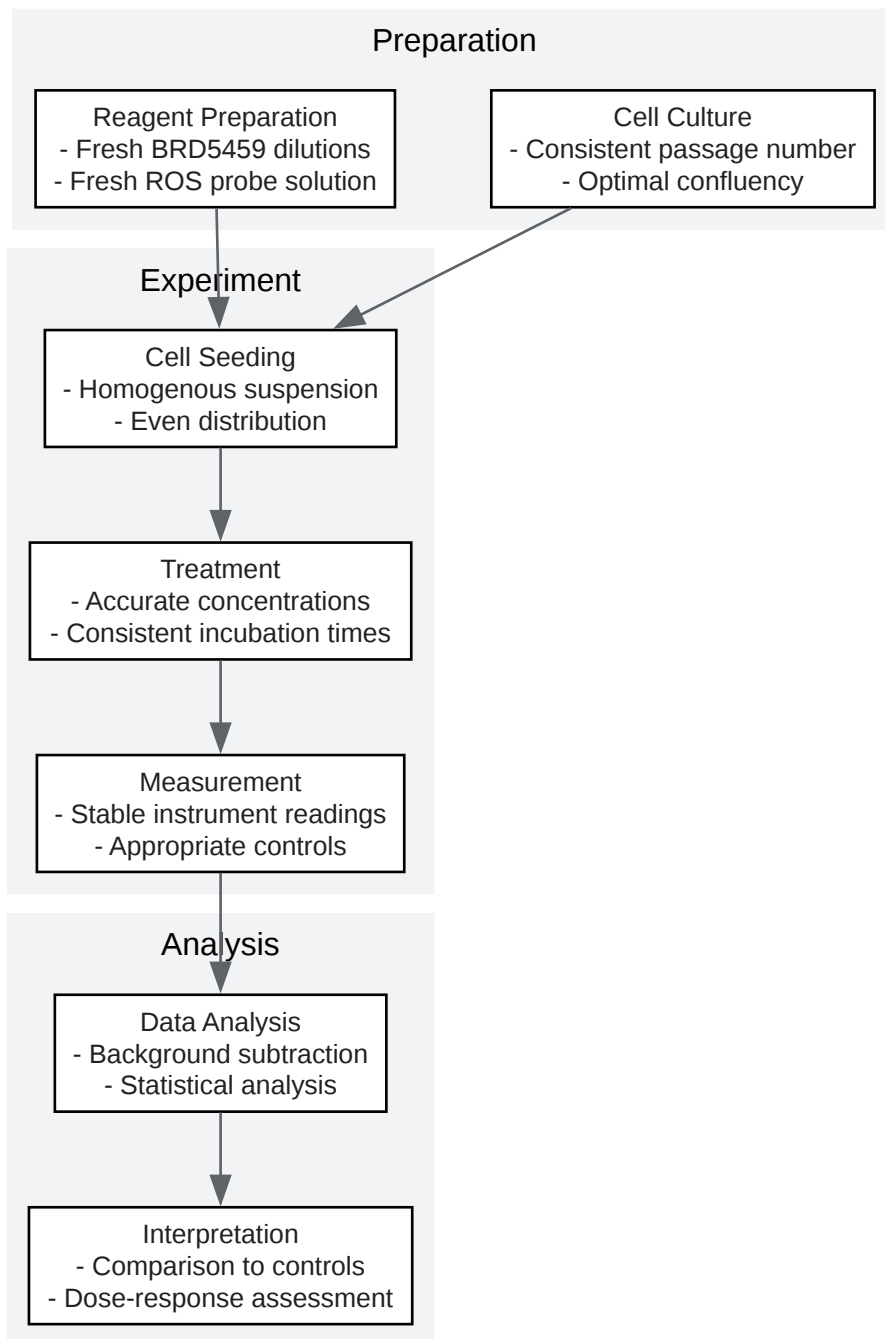 Preparation
Reagent Preparation
- Fresh BRD5459 dilutions
- Fresh ROS probe solution
Cell Culture
- Consistent passage number
- Optimal confluency
Experiment
Cell Seeding
- Homogenous suspension
- Even distribution
Treatment
- Accurate concentrations
- Consistent incubation times
Measurement
- Stable instrument readings
- Appropriate controls
Analysis
Data Analysis
- Background subtraction
- Statistical analysis
Interpretation
- Comparison to controls
- Dose-response assessment